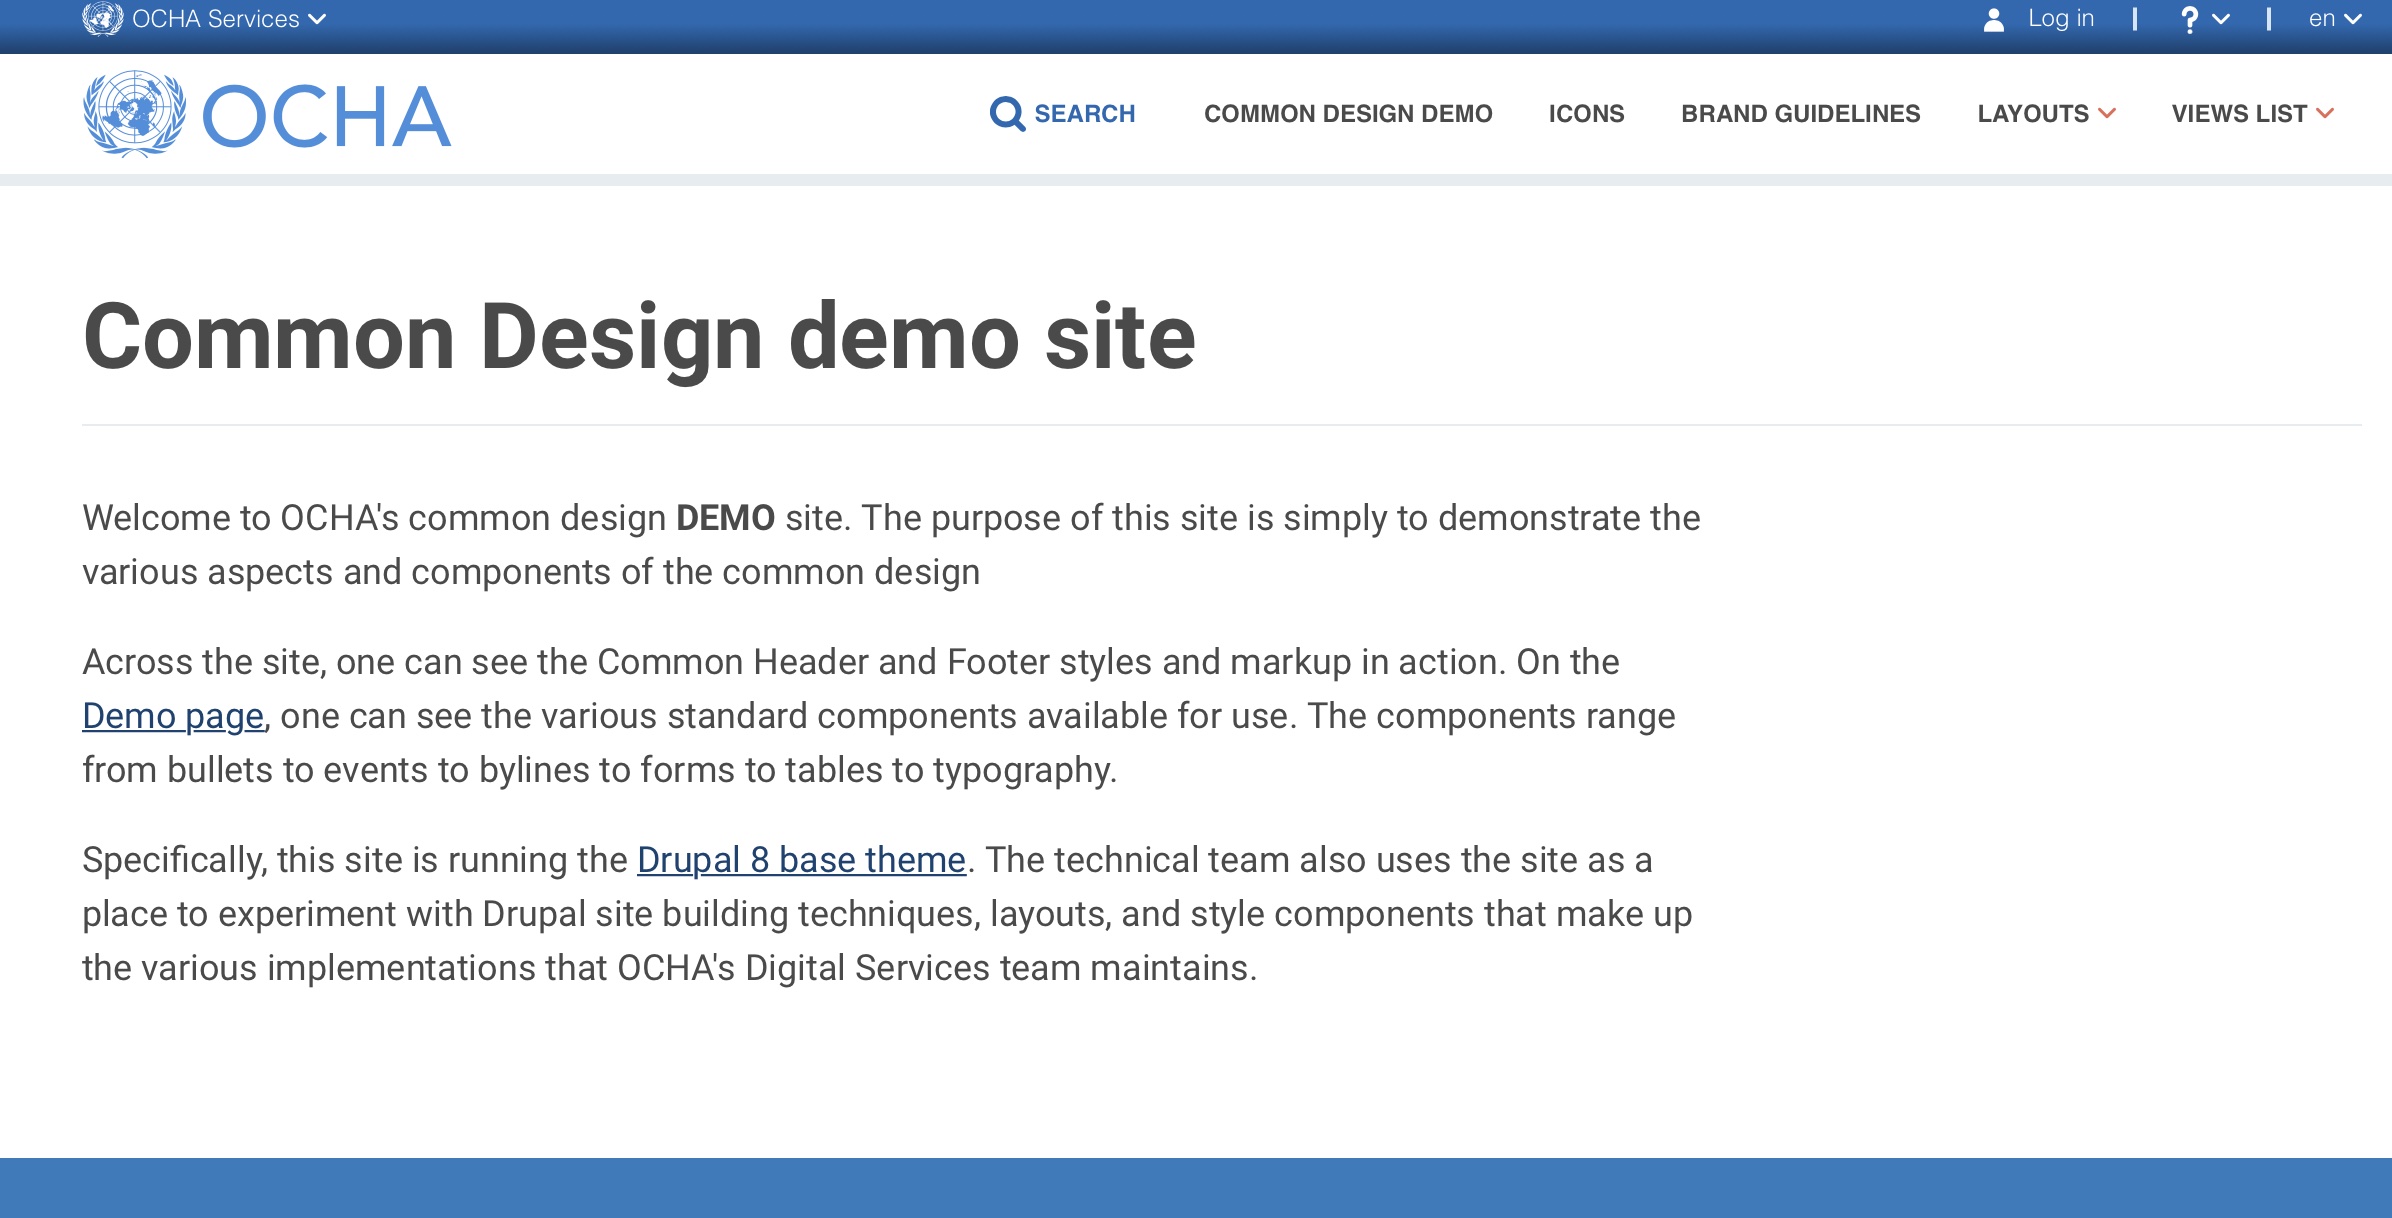 OCHA Services
Log in | ? | en
OCHA
SEARCH COMMON DESIGN DEMO ICONS BRAND GUIDELINES LAYOUTS VIEWS LIST
Common Design demo site
Welcome to OCHA's common design DEMO site. The purpose of this site is simply to demonstrate the
various aspects and components of the common design
Across the site, one can see the Common Header and Footer styles and markup in action. On the
Demo page, one can see the various standard components available for use. The components range
from bullets to events to bylines to forms to tables to typography.
Specifically, this site is running the Drupal 8 base theme. The technical team also uses the site as a
place to experiment with Drupal site building techniques, layouts, and style components that make up
the various implementations that OCHA's Digital Services team maintains.